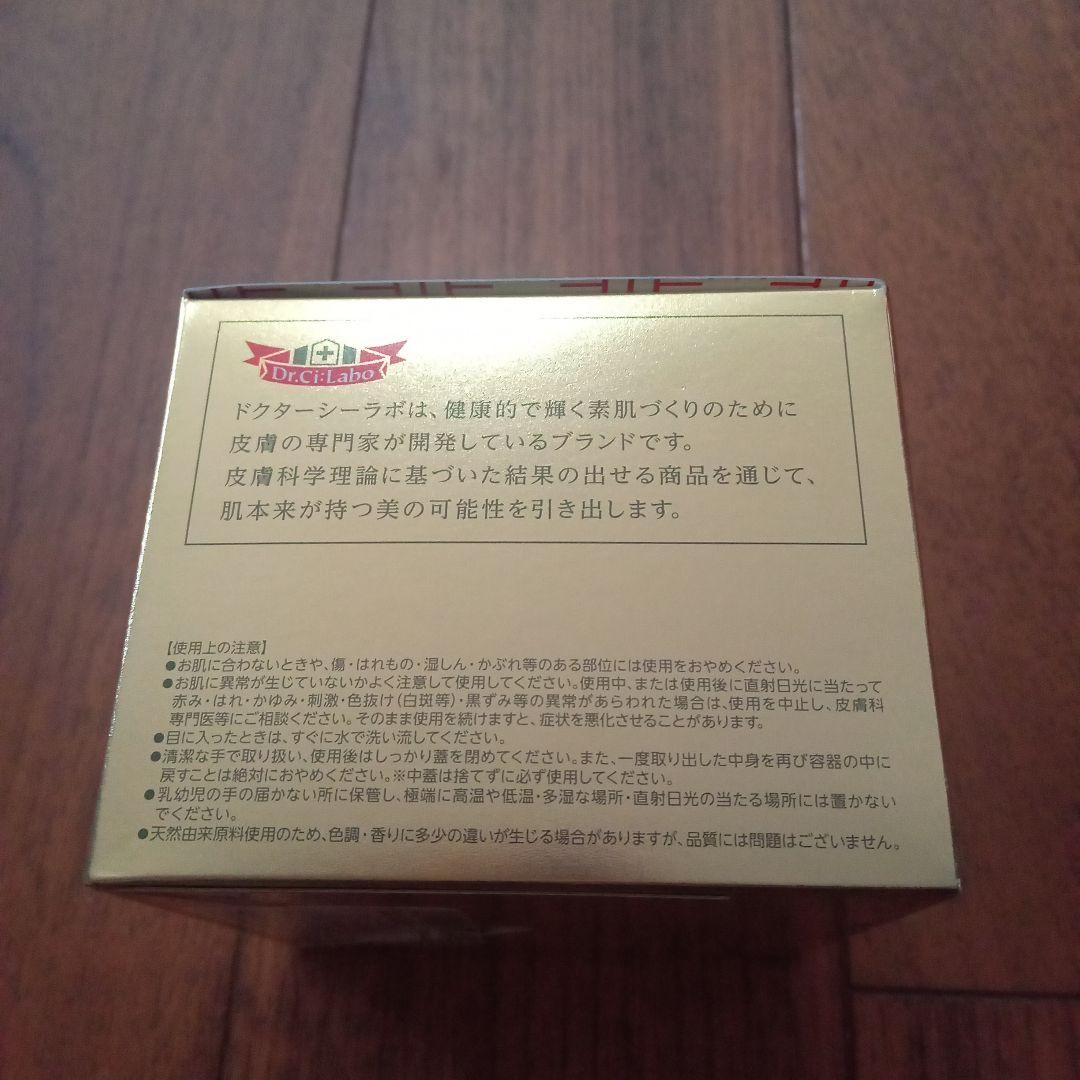 Dr.Ci:Labo
ドクターシーラボは、健康的で輝く素肌づくりのために
皮膚の専門家が開発しているブランドです。
皮膚科学理論に基づいた結果の出せる商品を通じて、
肌本来が持つ美の可能性を引き出します。
【使用上の注意】
●お肌に合わないときや、傷・はれもの・湿しん・かぶれ等のある部位には使用をおやめください。
●お肌に異常が生じていないかよく注意して使用してください。使用中、または使用後に直射日光に当たって
赤み・はれ・かゆみ・刺激・色抜け(白斑等)・黒ずみ等の異常があらわれた場合は、使用を中止し、皮膚科
専門医等にご相談ください。そのまま使用を続けますと、症状を悪化させることがあります。
●目に入ったときは、すぐに水で洗い流してください。
●清潔な手で取り扱い、使用後はしっかり蓋を閉めてください。また、一度取り出した中身を再び容器の中に
戻すことは絶対におやめください。※中蓋は捨てずに必ず使用してください。
●乳幼児の手の届かない所に保管し、極端に高温や低温・多湿な場所・直射日光の当たる場所には置かない
でください。
●天然由来原料使用のため、色調・香りに多少の違いが生じる場合がありますが、品質には問題はございません。